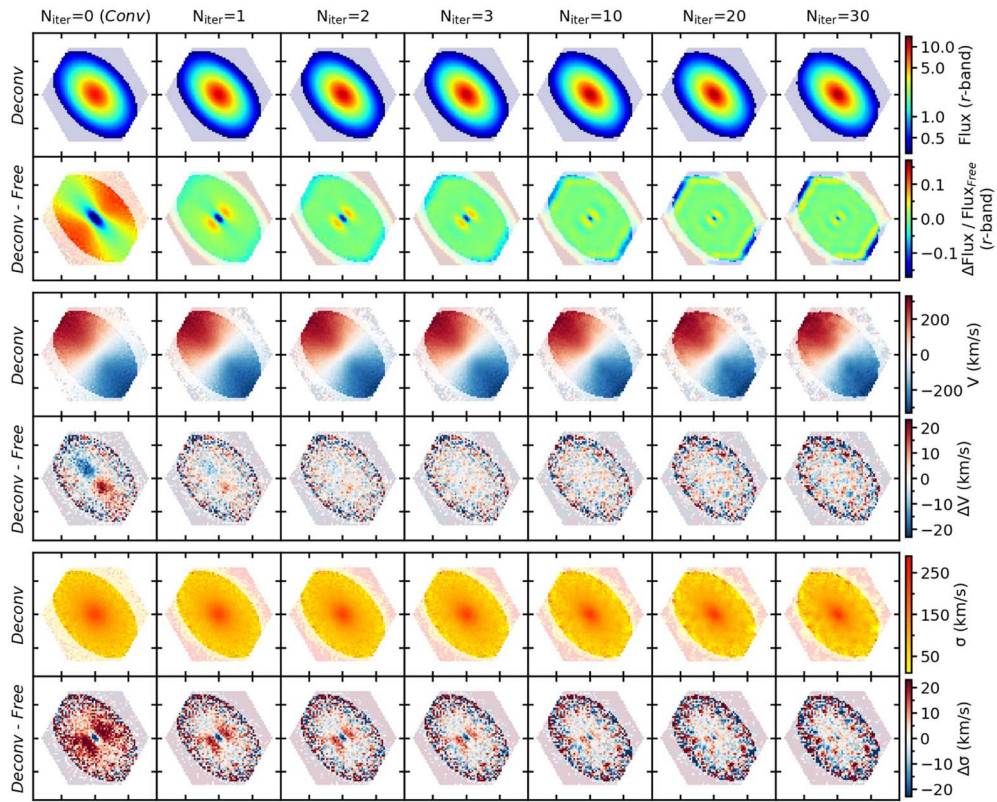 N_iter=0 (Conv) N_iter=1 N_iter=2 N_iter=3 N_iter=10 N_iter=20 N_iter=30
Deconv
10.0
5.0
1.0
0.5
Flux (r-band)
Deconv - Free
0.1
0.0
−0.1
ΔFlux / Flux_Free
(r-band)
Deconv
200
0
−200
V (km/s)
Deconv - Free
20
10
0
−10
−20
ΔV (km/s)
Deconv
250
150
50
σ (km/s)
Deconv - Free
20
10
0
−10
−20
Δσ (km/s)